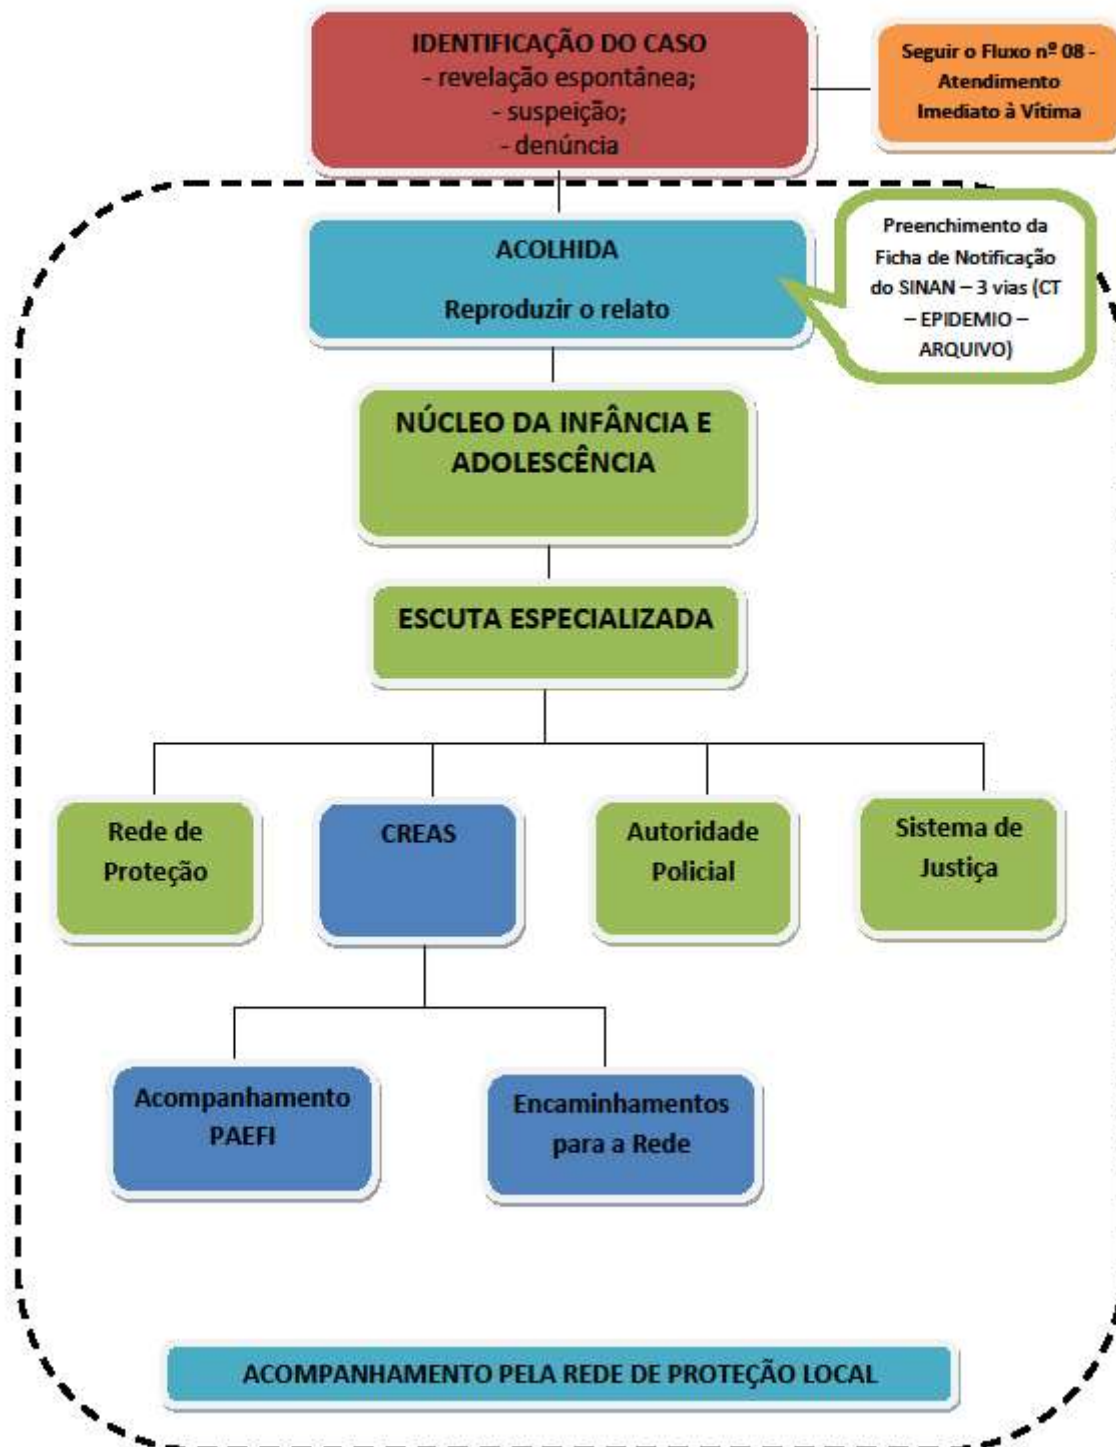 IDENTIFICAÇÃO DO CASO
- revelação espontânea;
- suspeição;
- denúncia
Seguir o Fluxo nº 08 -
Atendimento
Imediato à Vítima
ACOLHIDA
Reproduzir o relato
Preenchimento da
Ficha de Notificação
do SINAN – 3 vias (CT
– EPIDEMIO –
ARQUIVO)
NÚCLEO DA INFÂNCIA E
ADOLESCÊNCIA
ESCUTA ESPECIALIZADA
Rede de
Proteção
CREAS
Autoridade
Policial
Sistema de
Justiça
Acompanhamento
PAEFI
Encaminhamentos
para a Rede
ACOMPANHAMENTO PELA REDE DE PROTEÇÃO LOCAL